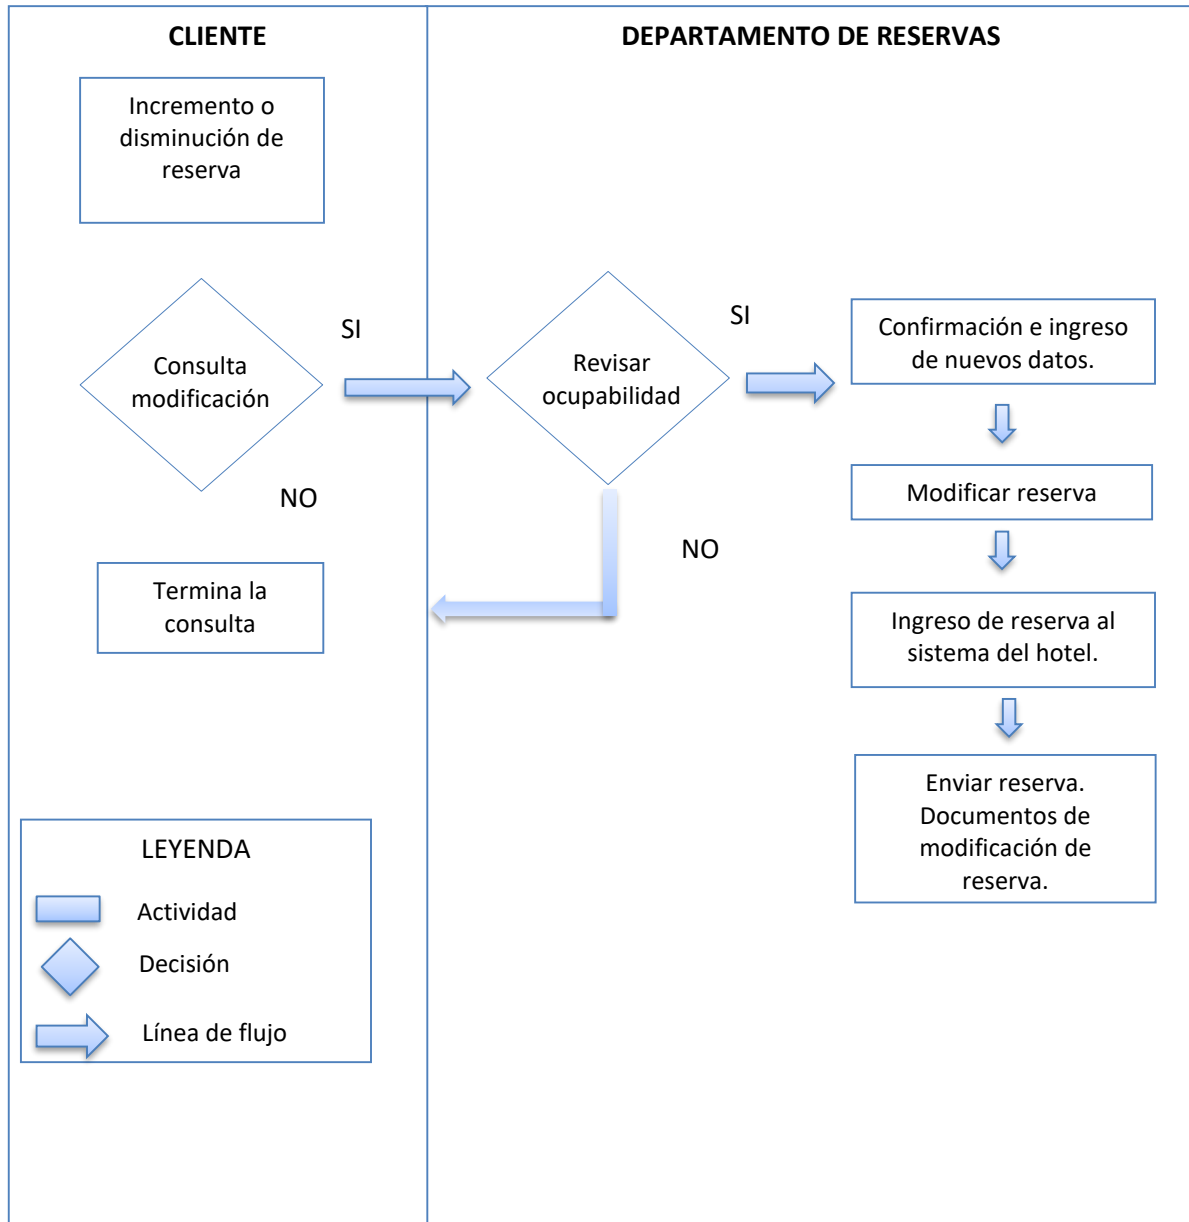 CLIENTE
DEPARTAMENTO DE RESERVAS
Incremento o
disminución de
reserva
Consulta
modificación
SI
NO
Termina la
consulta
Revisar
ocupabilidad
SI
NO
Confirmación e ingreso
de nuevos datos.
Modificar reserva
Ingreso de reserva al
sistema del hotel.
Enviar reserva.
Documentos de
modificación de
reserva.
LEYENDA
Actividad
Decisión
Línea de flujo